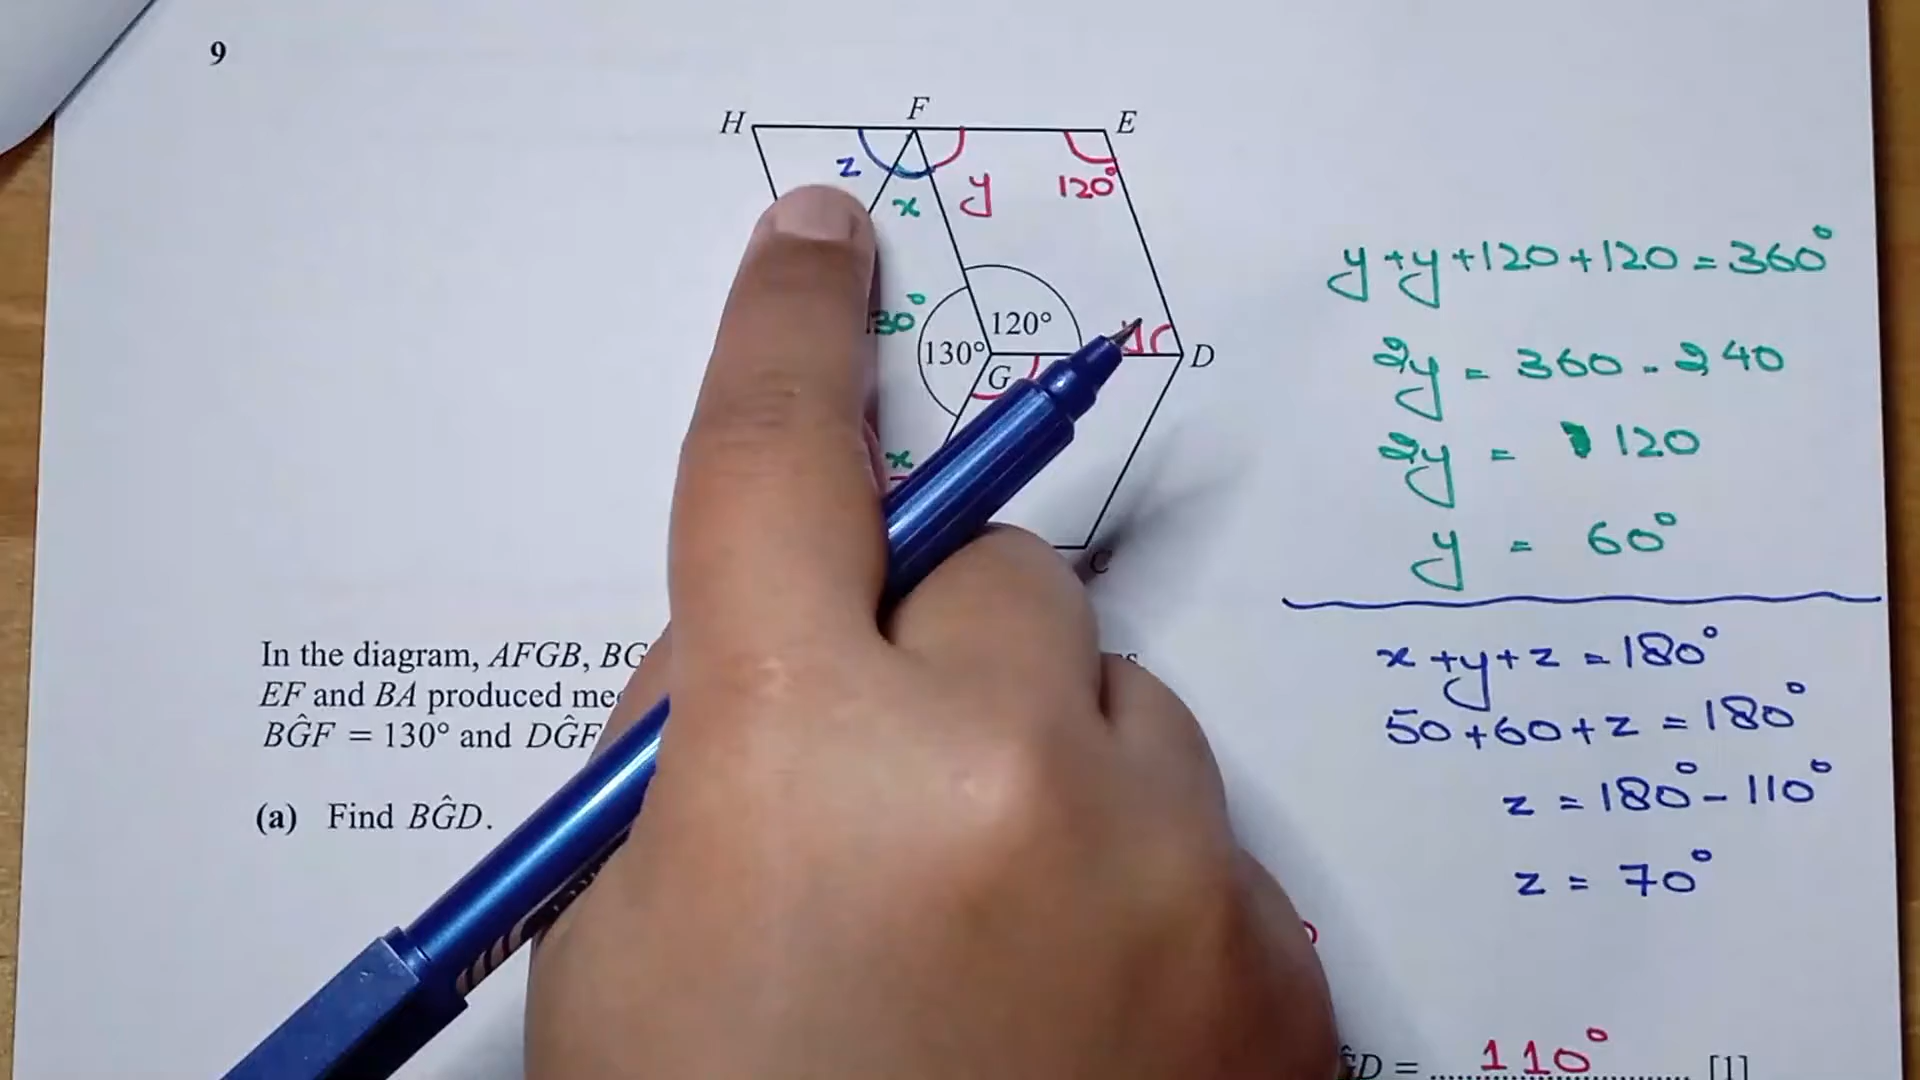 9
H
F
E
z
x
y
120°
130°
120°
130°
G
y
D
x
C
In the diagram, AFGB, BG
EF and BA produced me
BĜF = 130° and DĜF
(a) Find BĜD.
y+y+120+120=360°
2y = 360-240
2y = 120
y = 60°
x+y+z=180°
50+60+z=180°
z=180°-110°
z = 70°
ĜD = 110° [1]